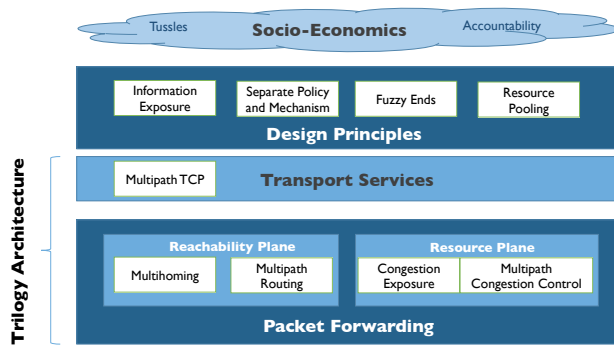 Tussles
Socio-Economics
Accountability
Information
Exposure
Separate Policy
and Mechanism
Fuzzy Ends
Resource
Pooling
Design Principles
Trilogy Architecture
Multipath TCP
Transport Services
Reachability Plane
Multihoming
Multipath
Routing
Resource Plane
Congestion
Exposure
Multipath
Congestion Control
Packet Forwarding